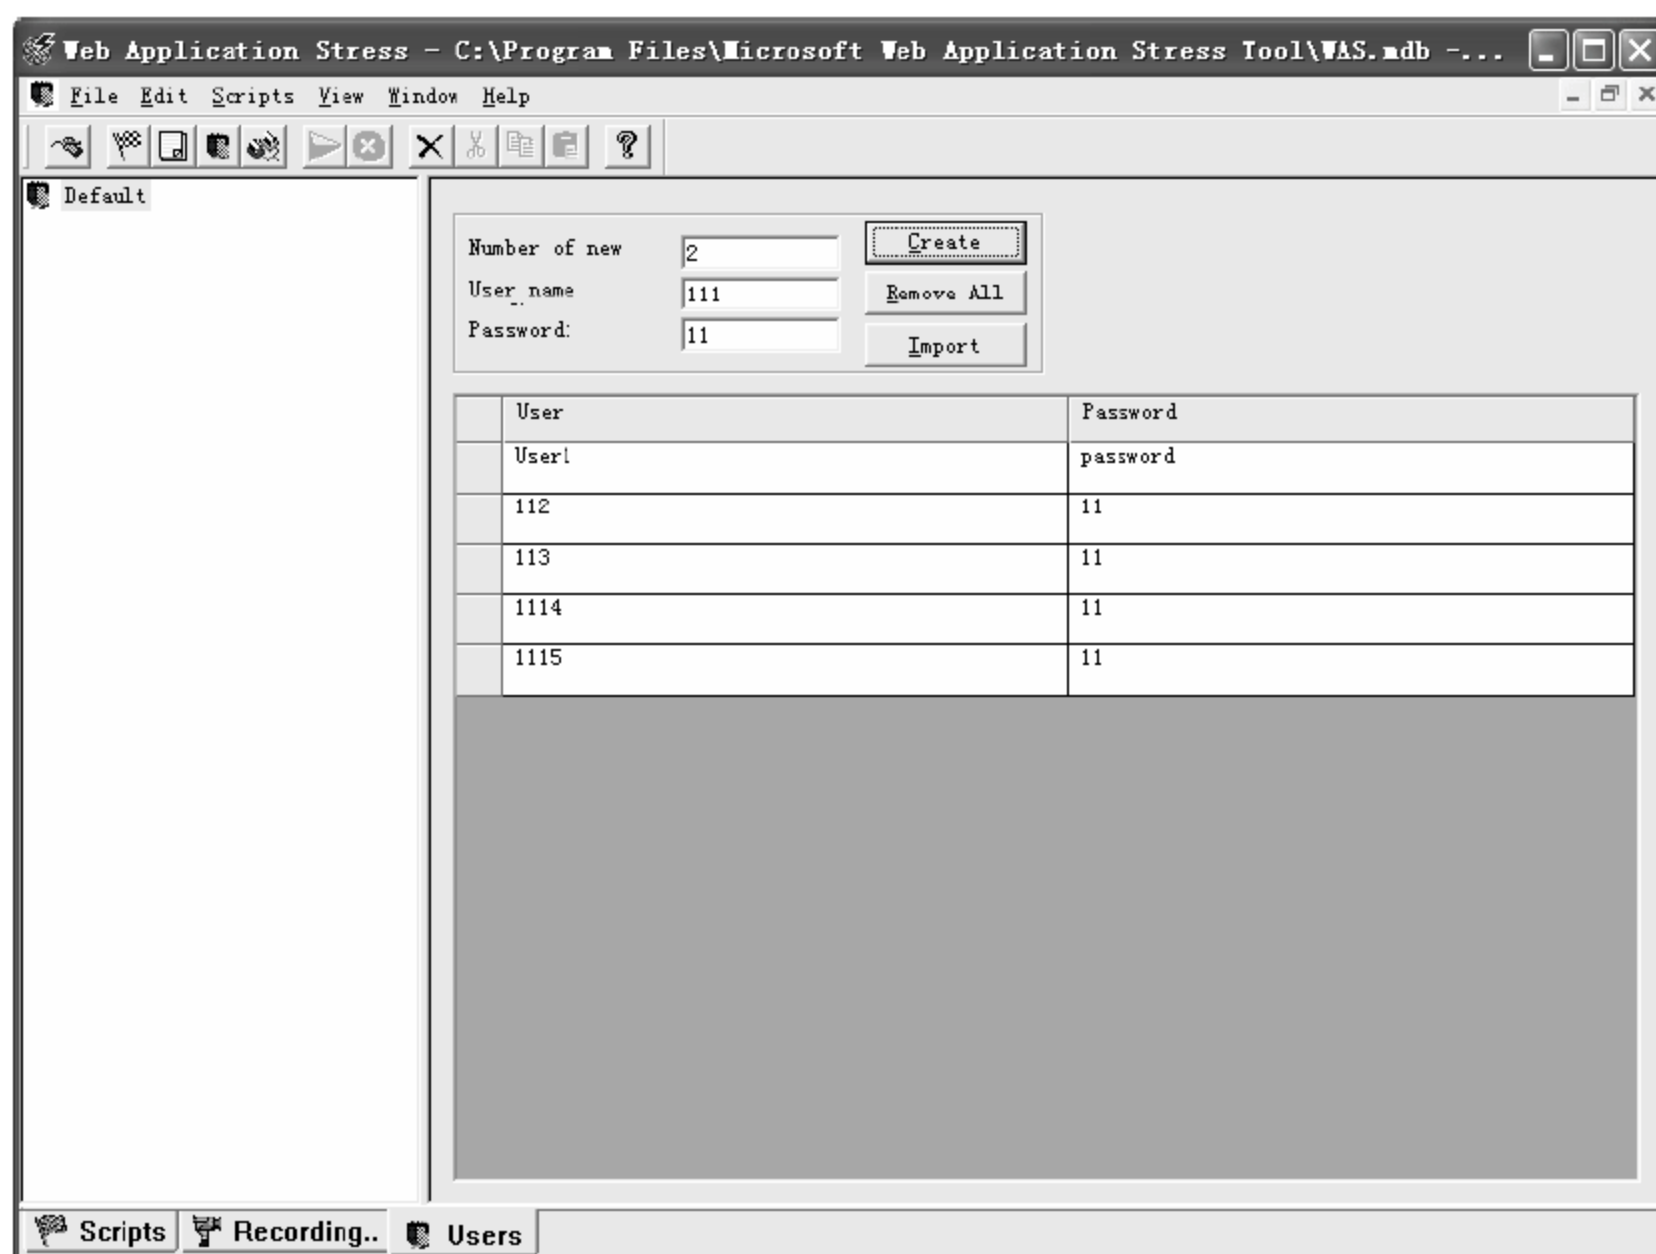 Web Application Stress - C:\Program Files\Microsoft Web Application Stress Tool\WAS.mdb -...
File Edit Scripts View Window Help
Default
Number of new 2 Create
User name 111 Remove All
Password: 11 Import
User Password
User1 password
112 11
113 11
1114 11
1115 11
Scripts Recording.. Users